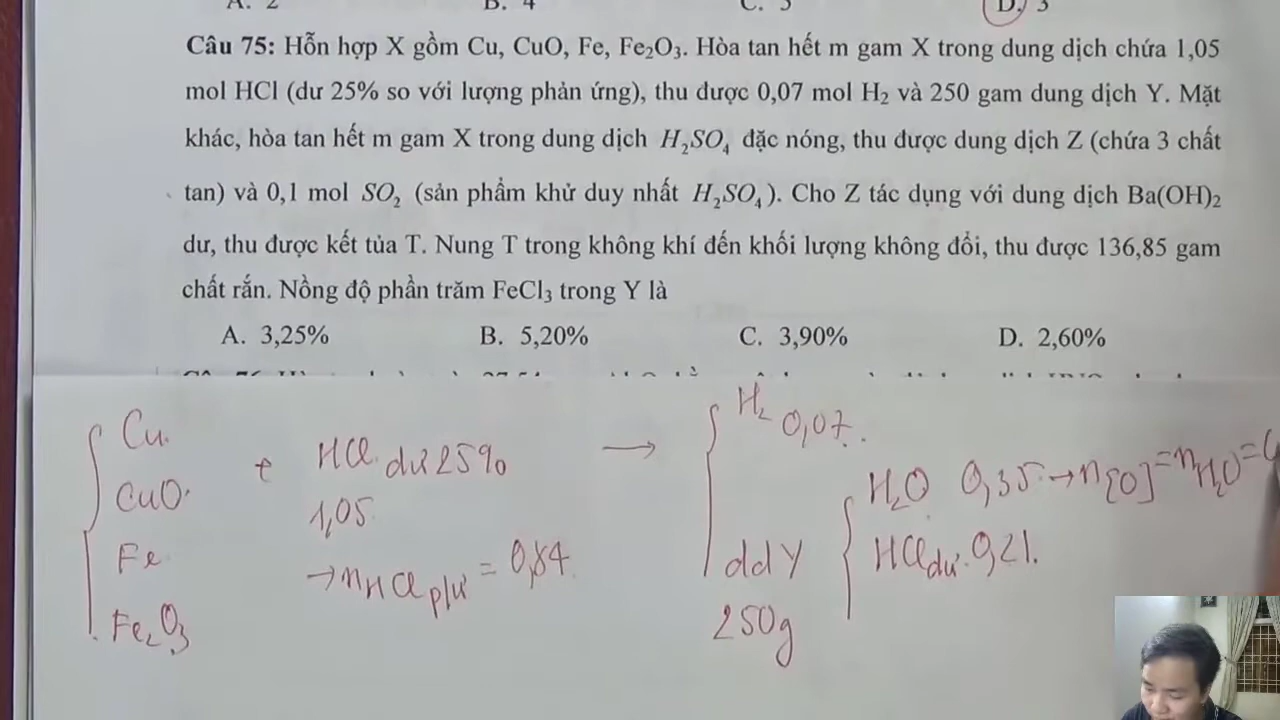 A. 2 B. 4 C. 5 D. 3
Câu 75: Hỗn hợp X gồm Cu, CuO, Fe, Fe₂O₃. Hòa tan hết m gam X trong dung dịch chứa 1,05
mol HCl (dư 25% so với lượng phản ứng), thu được 0,07 mol H₂ và 250 gam dung dịch Y. Mặt
khác, hòa tan hết m gam X trong dung dịch H₂SO₄ đặc nóng, thu được dung dịch Z (chứa 3 chất
tan) và 0,1 mol SO₂ (sản phẩm khử duy nhất H₂SO₄). Cho Z tác dụng với dung dịch Ba(OH)₂
dư, thu được kết tủa T. Nung T trong không khí đến khối lượng không đổi, thu được 136,85 gam
chất rắn. Nồng độ phần trăm FeCl₃ trong Y là
A. 3,25% B. 5,20% C. 3,90% D. 2,60%
Cu
CuO
Fe
Fe₂O₃
+ HCl dư 25%
1,05
→ nHCl p/ư = 0,84
→
H₂ 0,07
ddY
250g
H₂O 0,35 → n[O] = nH₂O =
HCl dư 0,21